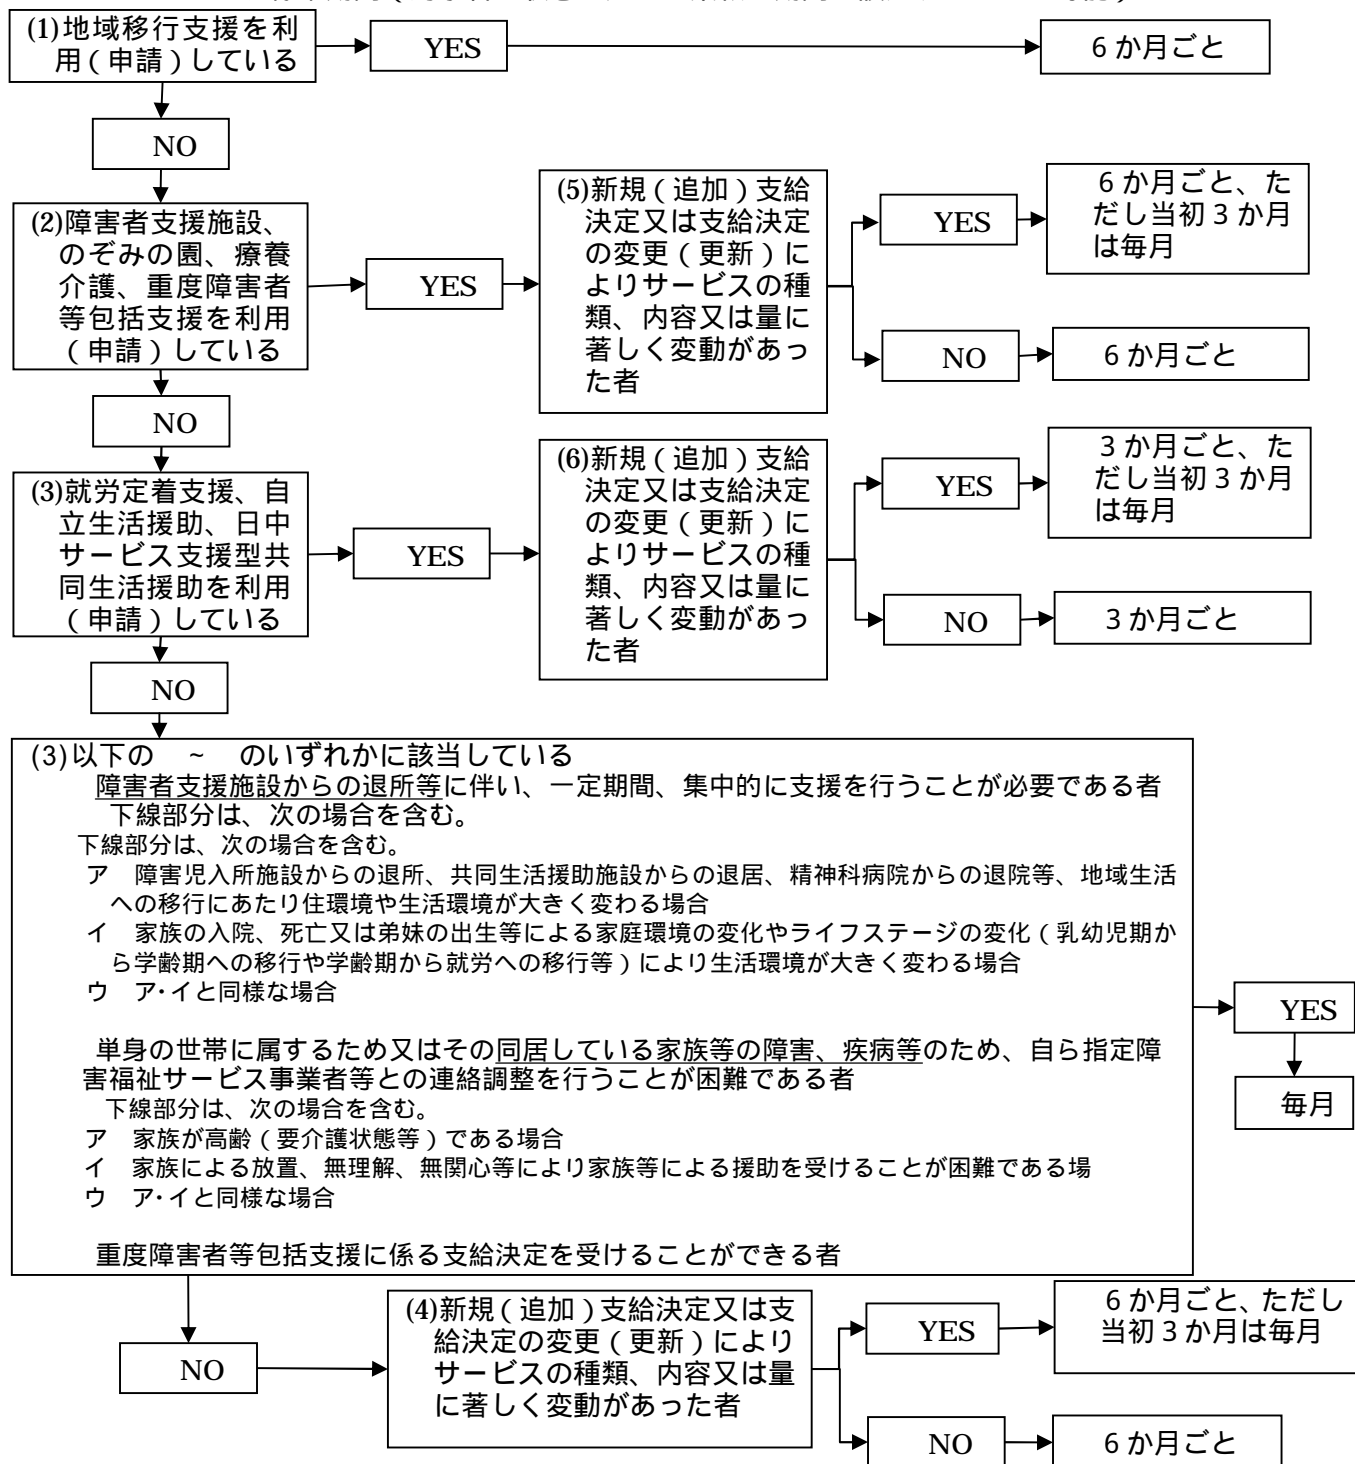 (1)地域移行支援を利
用（申請）している
YES
6か月ごと
NO
(2)障害者支援施設、
のぞみの園、療養
介護、重度障害者
等包括支援を利用
（申請）している
YES
(5)新規（追加）支給
決定又は支給決定
の変更（更新）に
よりサービスの種
類、内容又は量に
著しく変動があっ
た者
YES
6か月ごと、た
だし当初3か月
は毎月
NO
6か月ごと
NO
(3)就労定着支援、自
立生活援助、日中
サービス支援型共
同生活援助を利用
（申請）している
YES
(6)新規（追加）支給
決定又は支給決定
の変更（更新）に
よりサービスの種
類、内容又は量に
著しく変動があっ
た者
YES
3か月ごと、た
だし当初3か月
は毎月
NO
3か月ごと
NO
(3)以下の　～　のいずれかに該当している
障害者支援施設からの退所等に伴い、一定期間、集中的に支援を行うことが必要である者
下線部分は、次の場合を含む。
下線部分は、次の場合を含む。
ア　障害児入所施設からの退所、共同生活援助施設からの退居、精神科病院からの退院等、地域生活
への移行にあたり住環境や生活環境が大きく変わる場合
イ　家族の入院、死亡又は弟妹の出生等による家庭環境の変化やライフステージの変化（乳幼児期か
ら学齢期への移行や学齢期から就労への移行等）により生活環境が大きく変わる場合
ウ　ア・イと同様な場合
単身の世帯に属するため又はその同居している家族等の障害、疾病等のため、自ら指定障
害福祉サービス事業者等との連絡調整を行うことが困難である者
下線部分は、次の場合を含む。
ア　家族が高齢（要介護状態等）である場合
イ　家族による放置、無理解、無関心等により家族等による援助を受けることが困難である場
ウ　ア・イと同様な場合
重度障害者等包括支援に係る支給決定を受けることができる者
YES
毎月
NO
(4)新規（追加）支給決定又は支
給決定の変更（更新）により
サービスの種類、内容又は量
に著しく変動があった者
YES
6か月ごと、ただし
当初3か月は毎月
NO
6か月ごと